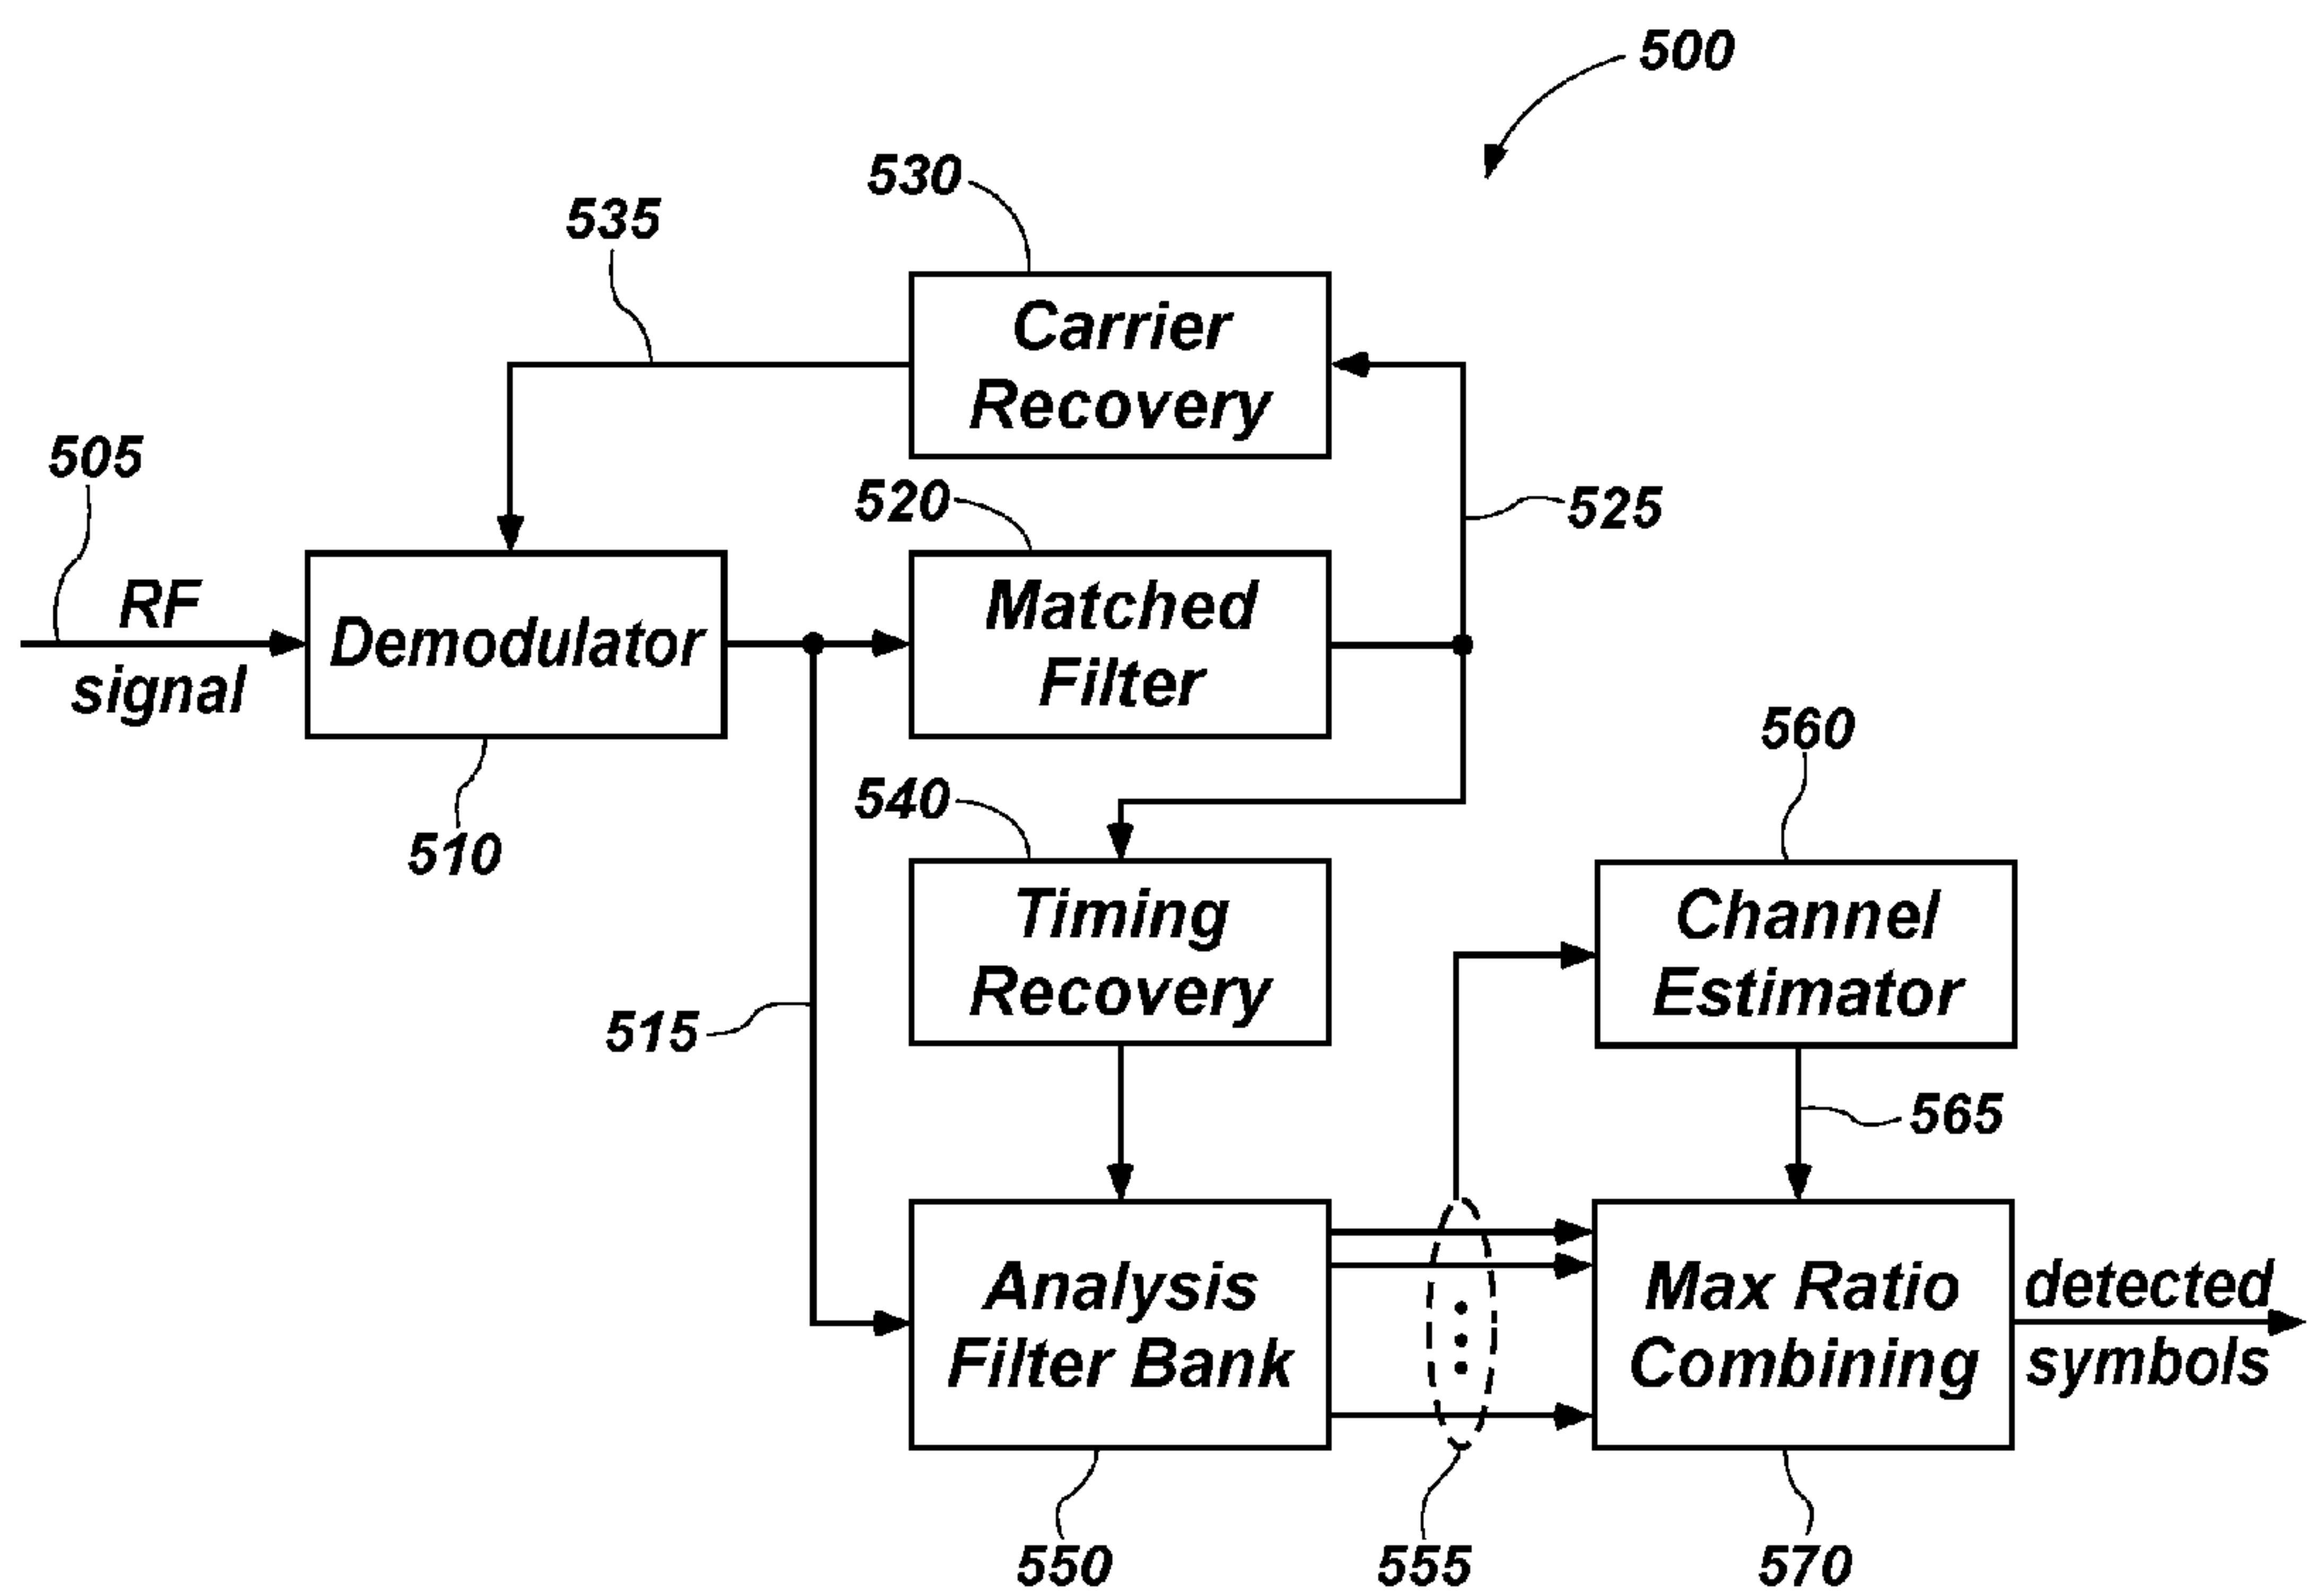 500
530
535
Carrier
Recovery
505
520
525
RF
signal
Demodulator
Matched
Filter
510
540
560
Timing
Recovery
Channel
Estimator
515
565
Analysis
Filter Bank
Max Ratio
Combining
detected
symbols
550
555
570